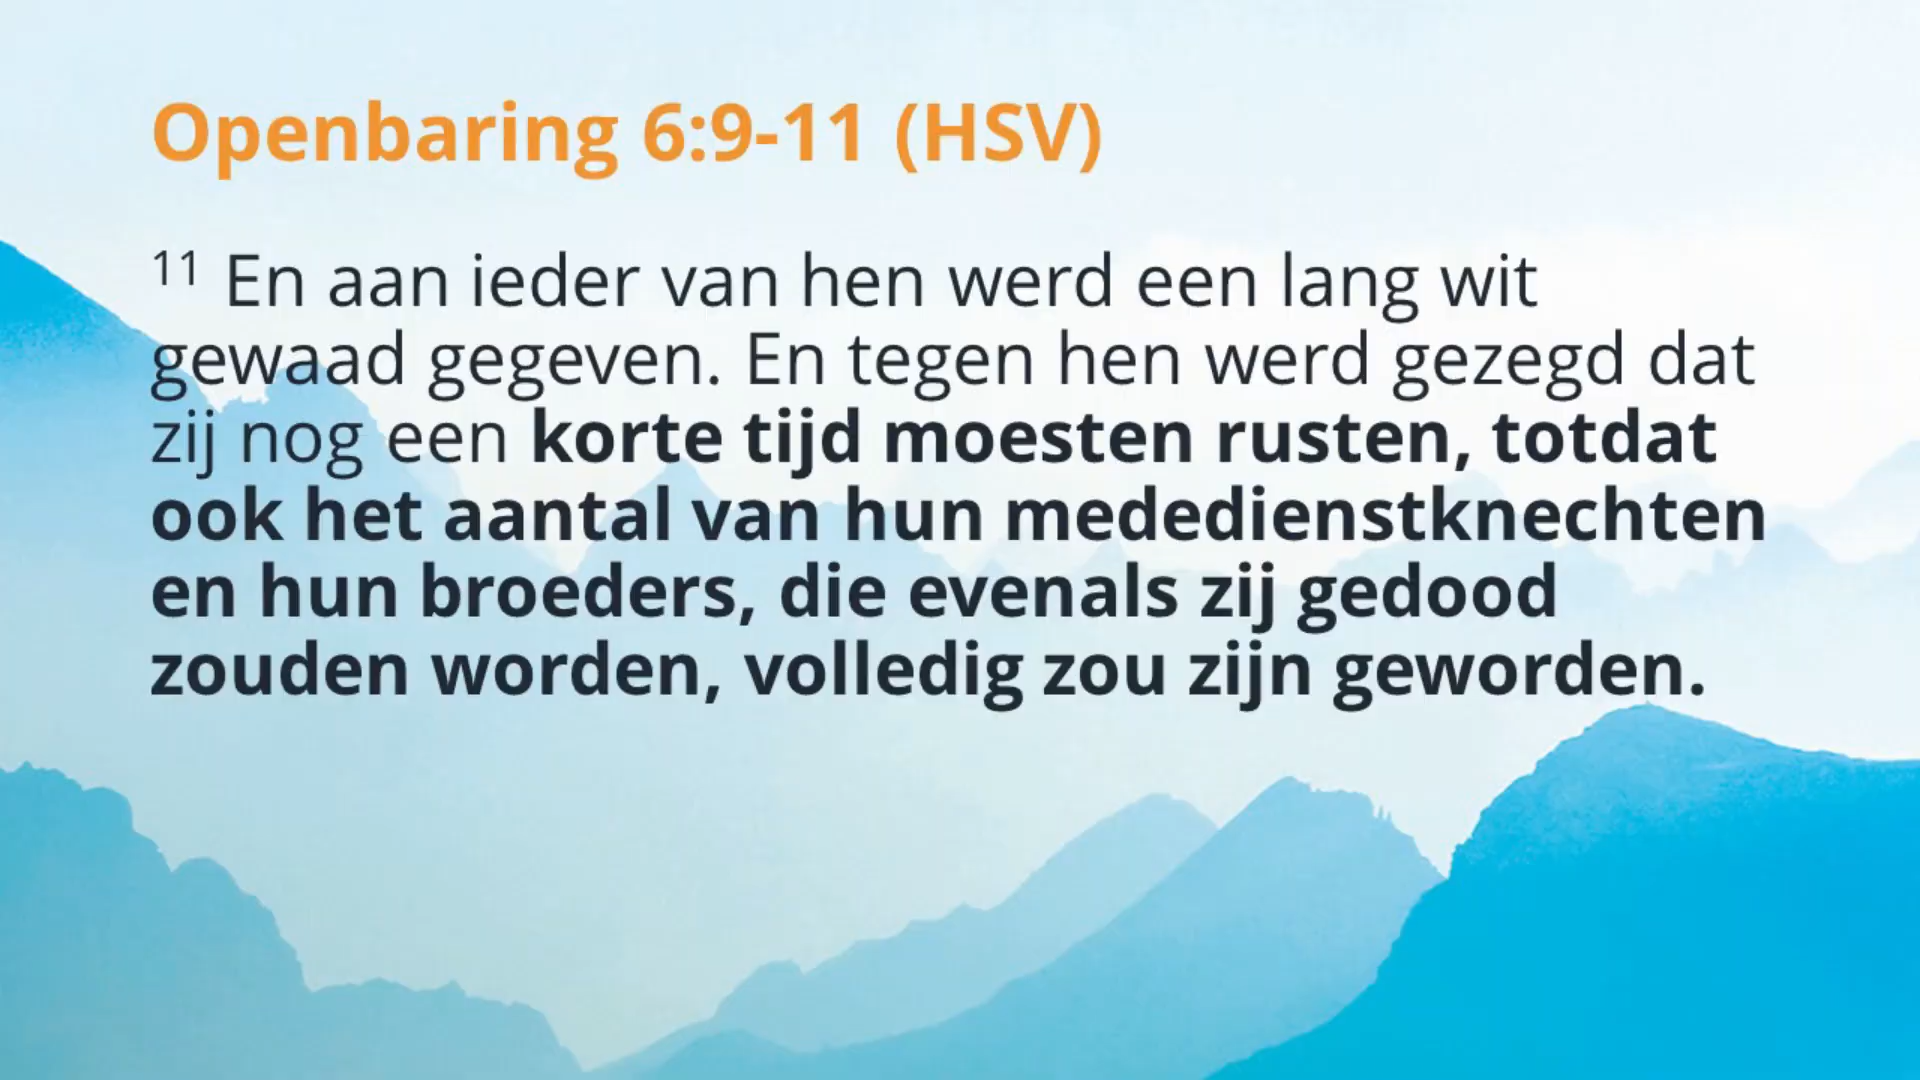 Openbaring 6:9-11 (HSV)
11 En aan ieder van hen werd een lang wit
gewaad gegeven. En tegen hen werd gezegd dat
zij nog een korte tijd moesten rusten, totdat
ook het aantal van hun mededienstknechten
en hun broeders, die evenals zij gedood
zouden worden, volledig zou zijn geworden.